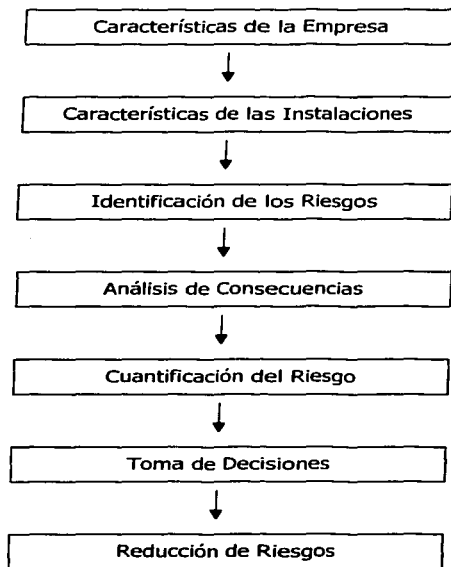 Características de la Empresa
Características de las Instalaciones
Identificación de los Riesgos
Análisis de Consecuencias
Cuantificación del Riesgo
Toma de Decisiones
Reducción de Riesgos